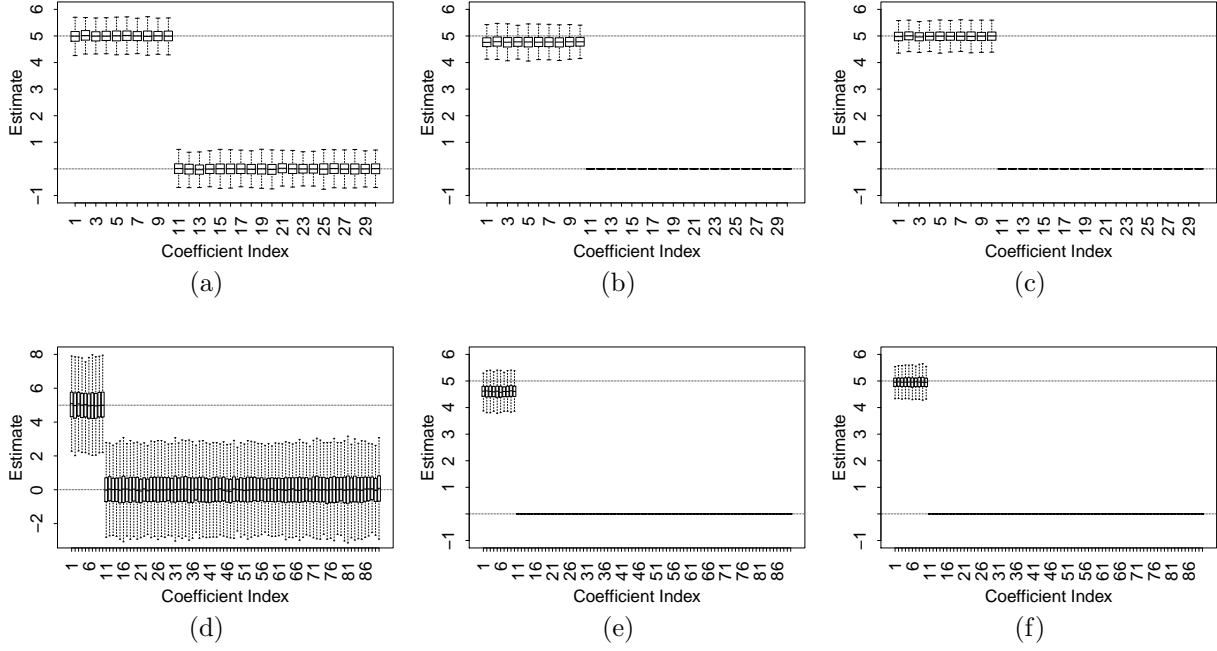 6 5 4 3 2 1 −1
Estimate
1 3 5 7 9 11 13 15 17 19 21 23 25 27 29
Coefficient Index
(a)
6 5 4 3 2 1 −1
Estimate
1 3 5 7 9 11 13 15 17 19 21 23 25 27 29
Coefficient Index
(b)
6 5 4 3 2 1 −1
Estimate
1 3 5 7 9 11 13 15 17 19 21 23 25 27 29
Coefficient Index
(c)
8 6 4 2 0 −2
Estimate
1 6 11 16 21 26 31 36 41 46 51 56 61 66 71 76 81 86
Coefficient Index
(d)
6 5 4 3 2 1 −1
Estimate
1 6 11 16 21 26 31 36 41 46 51 56 61 66 71 76 81 86
Coefficient Index
(e)
6 5 4 3 2 1 −1
Estimate
1 6 11 16 21 26 31 36 41 46 51 56 61 66 71 76 81 86
Coefficient Index
(f)